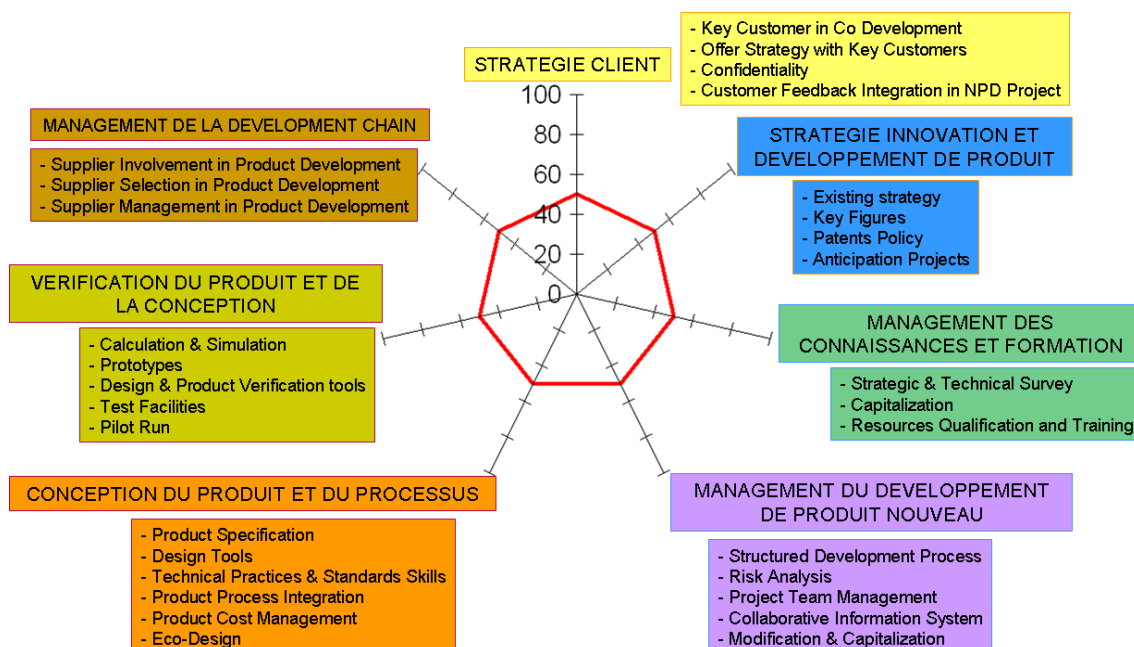 STRATEGIE CLIENT
- Key Customer in Co Development
- Offer Strategy with Key Customers
- Confidentiality
- Customer Feedback Integration in NPD Project
STRATEGIE INNOVATION ET
DEVELOPPEMENT DE PRODUIT
- Existing strategy
- Key Figures
- Patents Policy
- Anticipation Projects
MANAGEMENT DES
CONNAISSANCES ET FORMATION
- Strategic & Technical Survey
- Capitalization
- Resources Qualification and Training
MANAGEMENT DU DEVELOPPEMENT
DE PRODUIT NOUVEAU
- Structured Development Process
- Risk Analysis
- Project Team Management
- Collaborative Information System
- Modification & Capitalization
CONCEPTION DU PRODUIT ET DU PROCESSUS
- Product Specification
- Design Tools
- Technical Practices & Standards Skills
- Product Process Integration
- Product Cost Management
- Eco-Design
VERIFICATION DU PRODUIT ET DE
LA CONCEPTION
- Calculation & Simulation
- Prototypes
- Design & Product Verification tools
- Test Facilities
- Pilot Run
MANAGEMENT DE LA DEVELOPMENT CHAIN
- Supplier Involvement in Product Development
- Supplier Selection in Product Development
- Supplier Management in Product Development
100
80
60
40
20
0